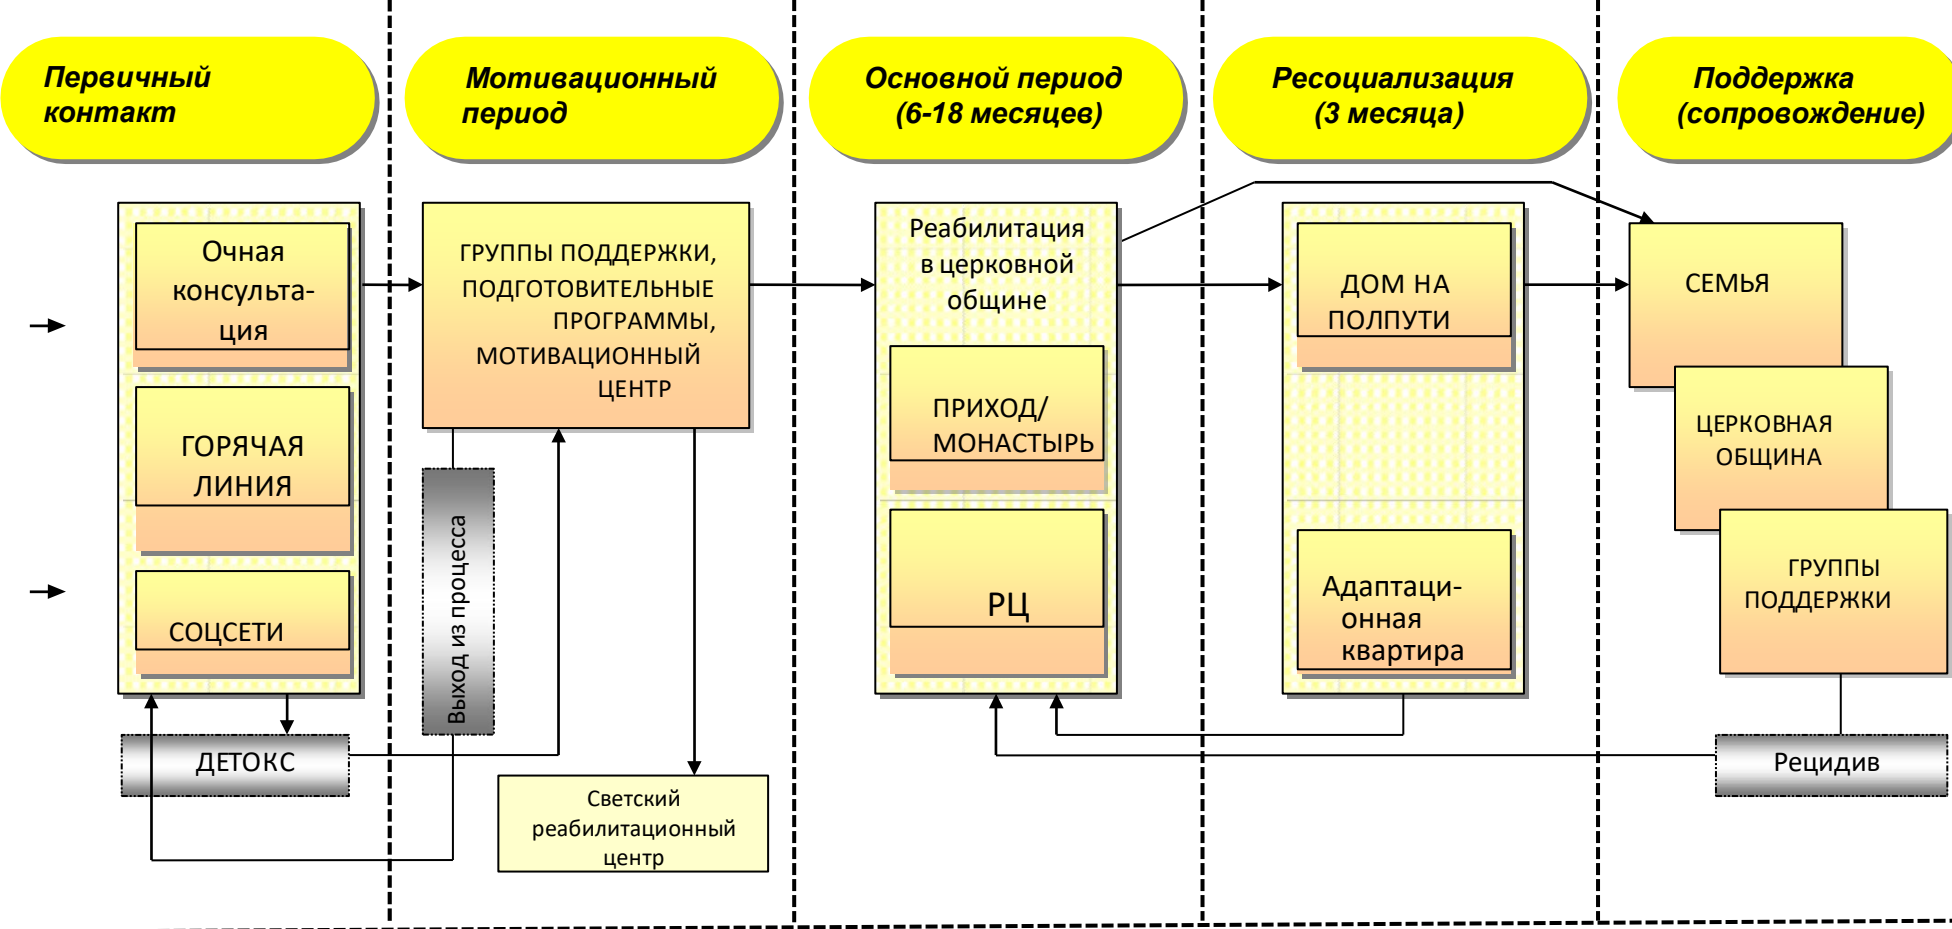 Первичный
контакт
Мотивационный
период
Основной период
(6-18 месяцев)
Ресоциализация
(3 месяца)
Поддержка
(сопровождение)
Очная
консульта-
ция
ГОРЯЧАЯ
ЛИНИЯ
СОЦСЕТИ
ДЕТОКС
ГРУППЫ ПОДДЕРЖКИ,
ПОДГОТОВИТЕЛЬНЫЕ
ПРОГРАММЫ,
МОТИВАЦИОННЫЙ
ЦЕНТР
Выход из процесса
Светский
реабилитационный
центр
Реабилитация
в церковной
общине
ПРИХОД/
МОНАСТЫРЬ
РЦ
ДОМ НА
ПОЛПУТИ
Адаптаци-
онная
квартира
СЕМЬЯ
ЦЕРКОВНАЯ
ОБЩИНА
ГРУППЫ
ПОДДЕРЖКИ
Рецидив